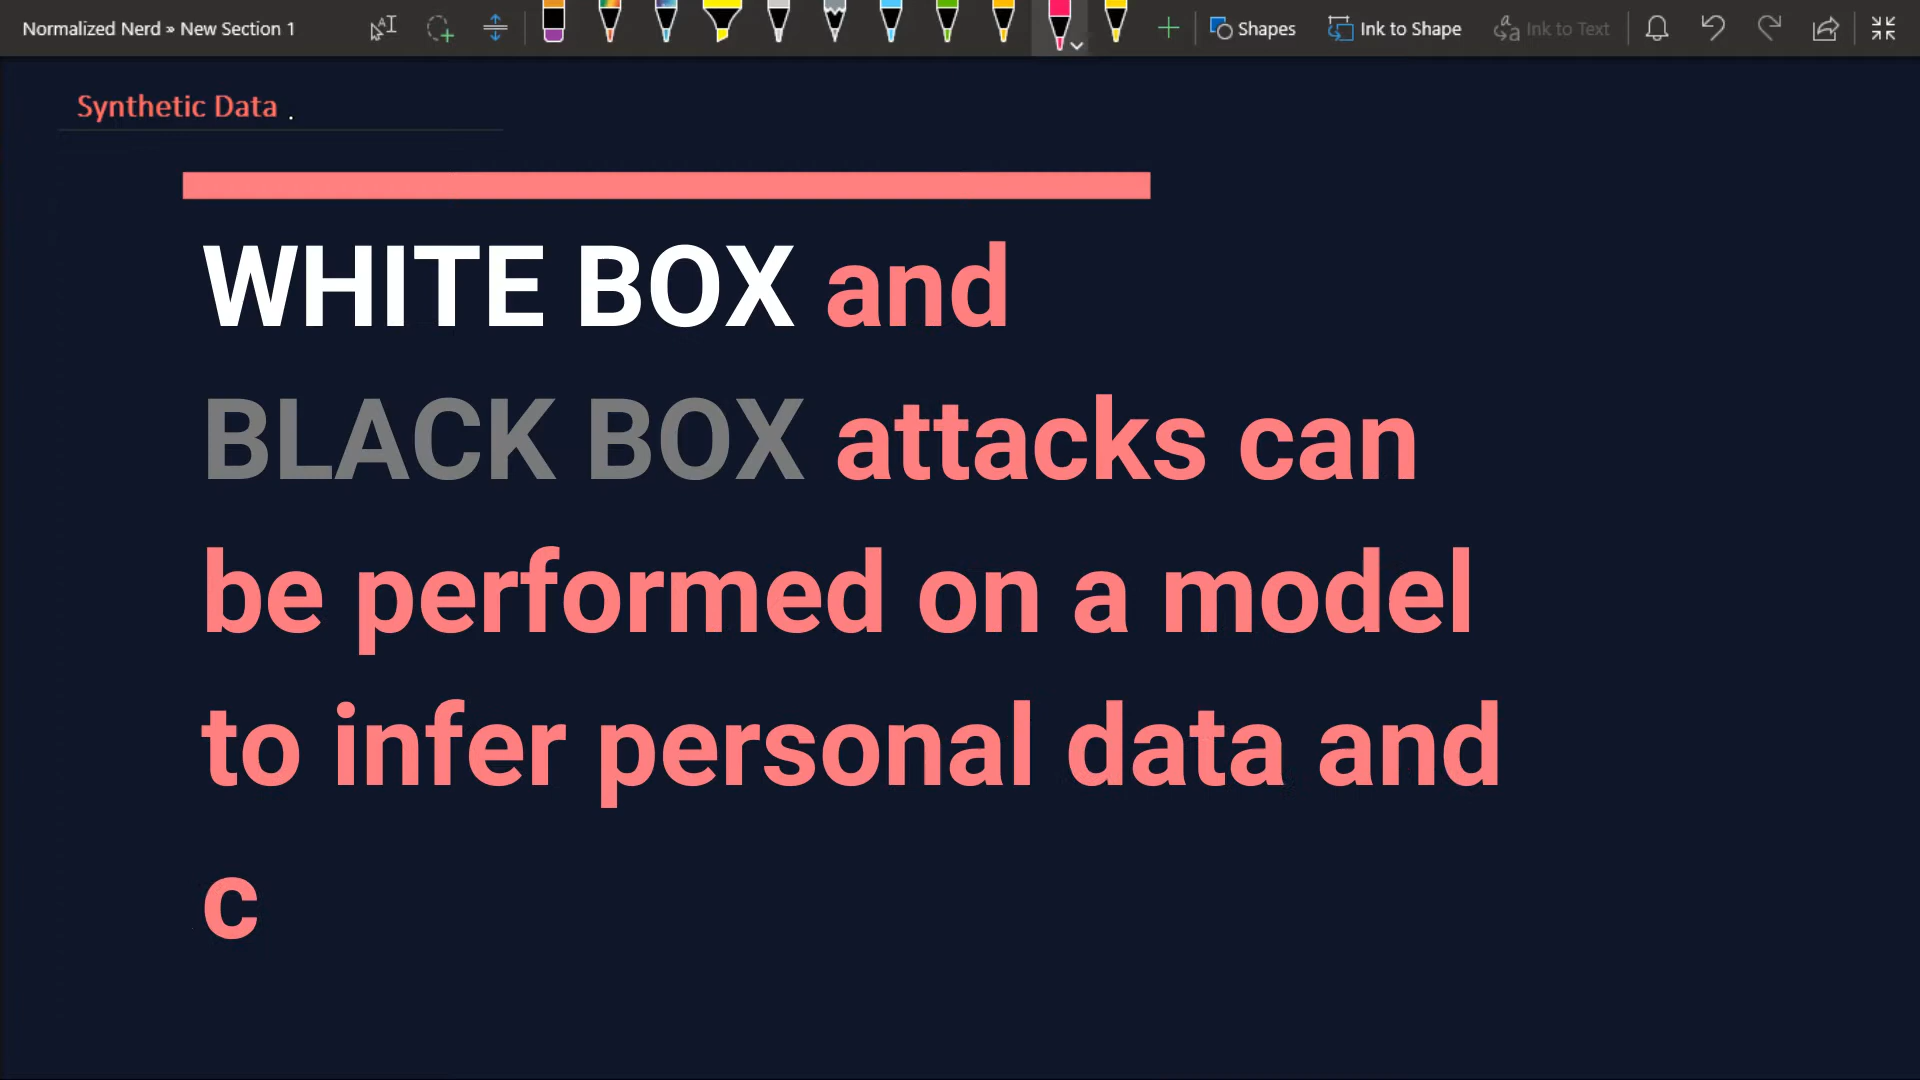 Normalized Nerd » New Section 1
Shapes
Ink to Shape
Ink to Text
Synthetic Data .
WHITE BOX and
BLACK BOX attacks can
be performed on a model
to infer personal data and
c